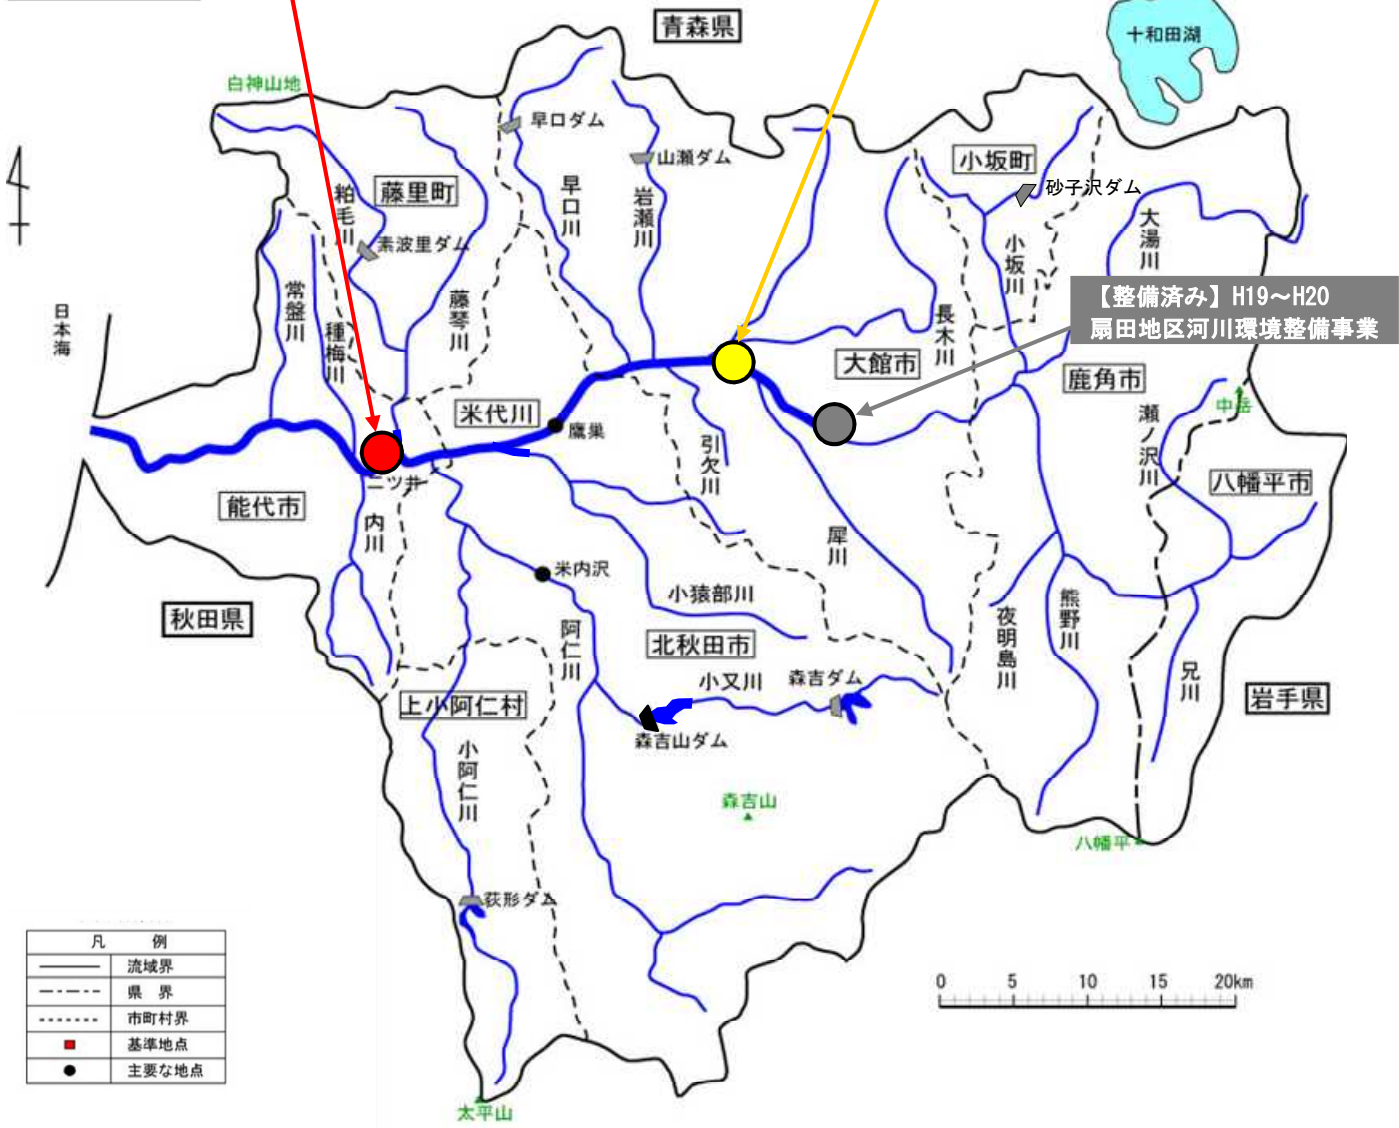 青森県
十和田湖
白神山地
早口ダム
山瀬ダム
小坂町
砂子沢ダム
藤里町
粕毛川
早口川
岩瀬川
素波里ダム
大湯川
小坂川
常盤川
種梅川
藤琴川
長木川
日本海
【整備済み】H19～H20
扇田地区河川環境整備事業
大館市
鹿角市
米代川
鷹巣
中岳
瀬ノ沢川
引欠川
二ツ井
能代市
内川
八幡平市
犀川
米内沢
小猿部川
秋田県
阿仁川
北秋田市
夜明島川
熊野川
小又川
森吉ダム
兄川
岩手県
上小阿仁村
森吉山ダム
小阿仁川
森吉山
八幡平
萩形ダム
凡 例
流域界
県 界
市町村界
基準地点
主要な地点
0 5 10 15 20km
太平山